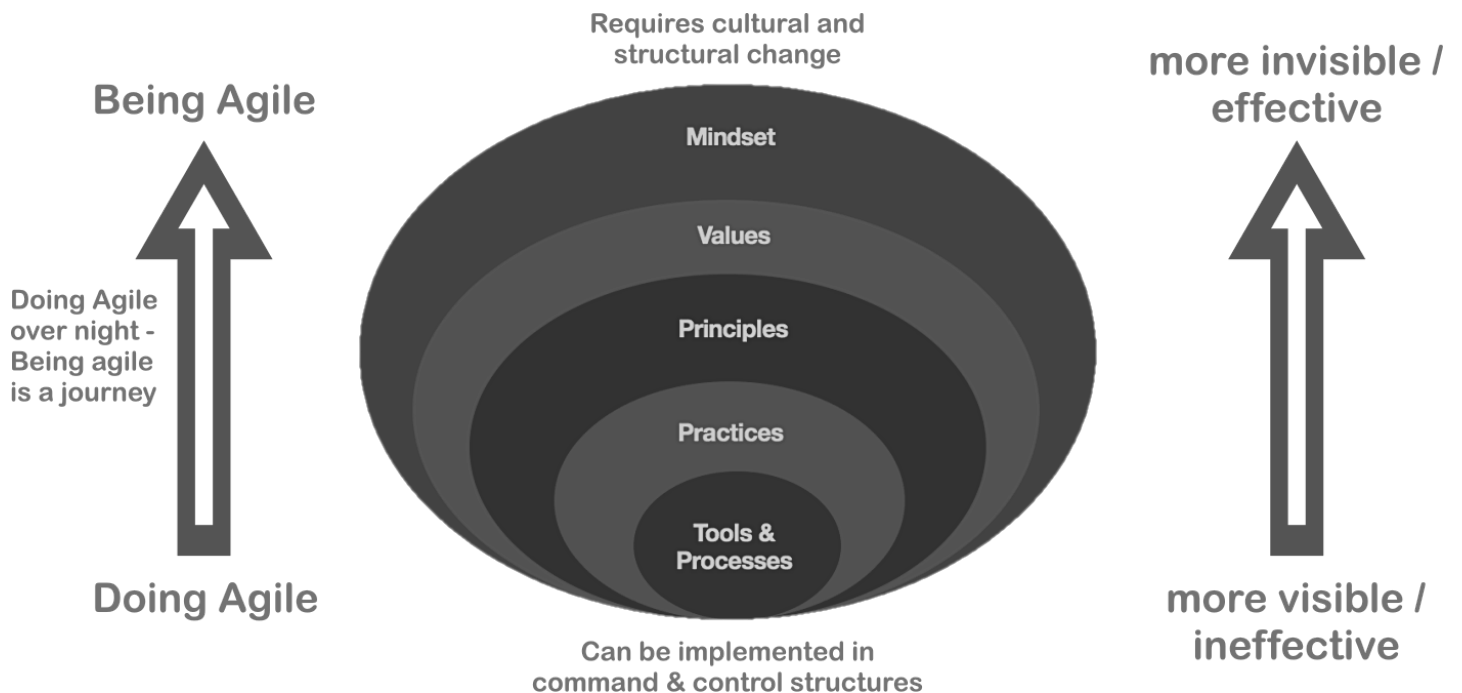 Requires cultural and
structural change
Being Agile
more invisible /
effective
Mindset
Values
Doing Agile
over night -
Being agile
is a journey
Principles
Practices
Tools &
Processes
Doing Agile
more visible /
ineffective
Can be implemented in
command & control structures